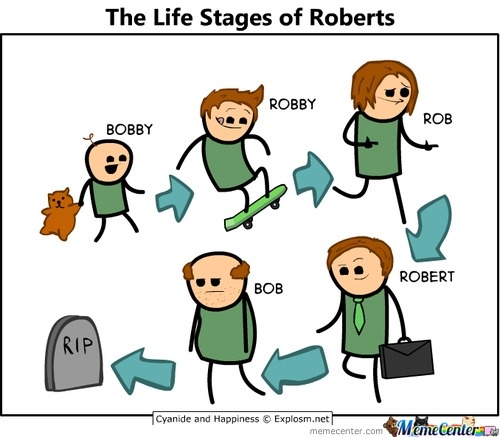 The Life Stages of Roberts
BOBBY
ROBBY
ROB
ROBERT
BOB
RIP
Cyanide and Happiness © Explosm.net
memecenter.com MemeCenter